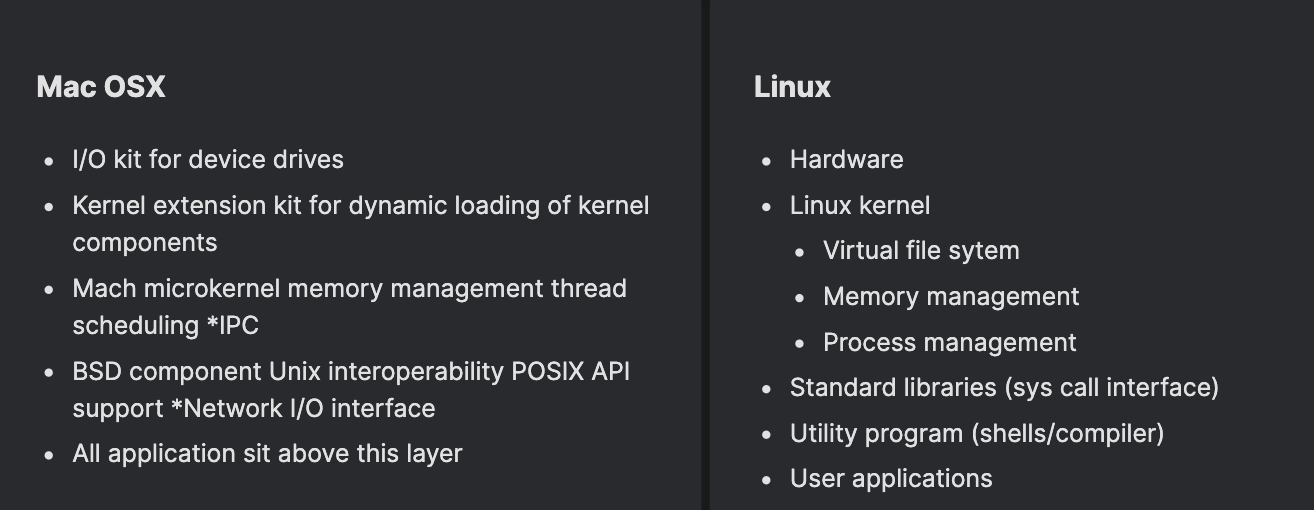 Mac OSX
• I/O kit for device drives
• Kernel extension kit for dynamic loading of kernel
components
• Mach microkernel memory management thread
scheduling *IPC
• BSD component Unix interoperability POSIX API
support *Network I/O interface
• All application sit above this layer
Linux
• Hardware
• Linux kernel
• Virtual file sytem
• Memory management
• Process management
• Standard libraries (sys call interface)
• Utility program (shells/compiler)
• User applications